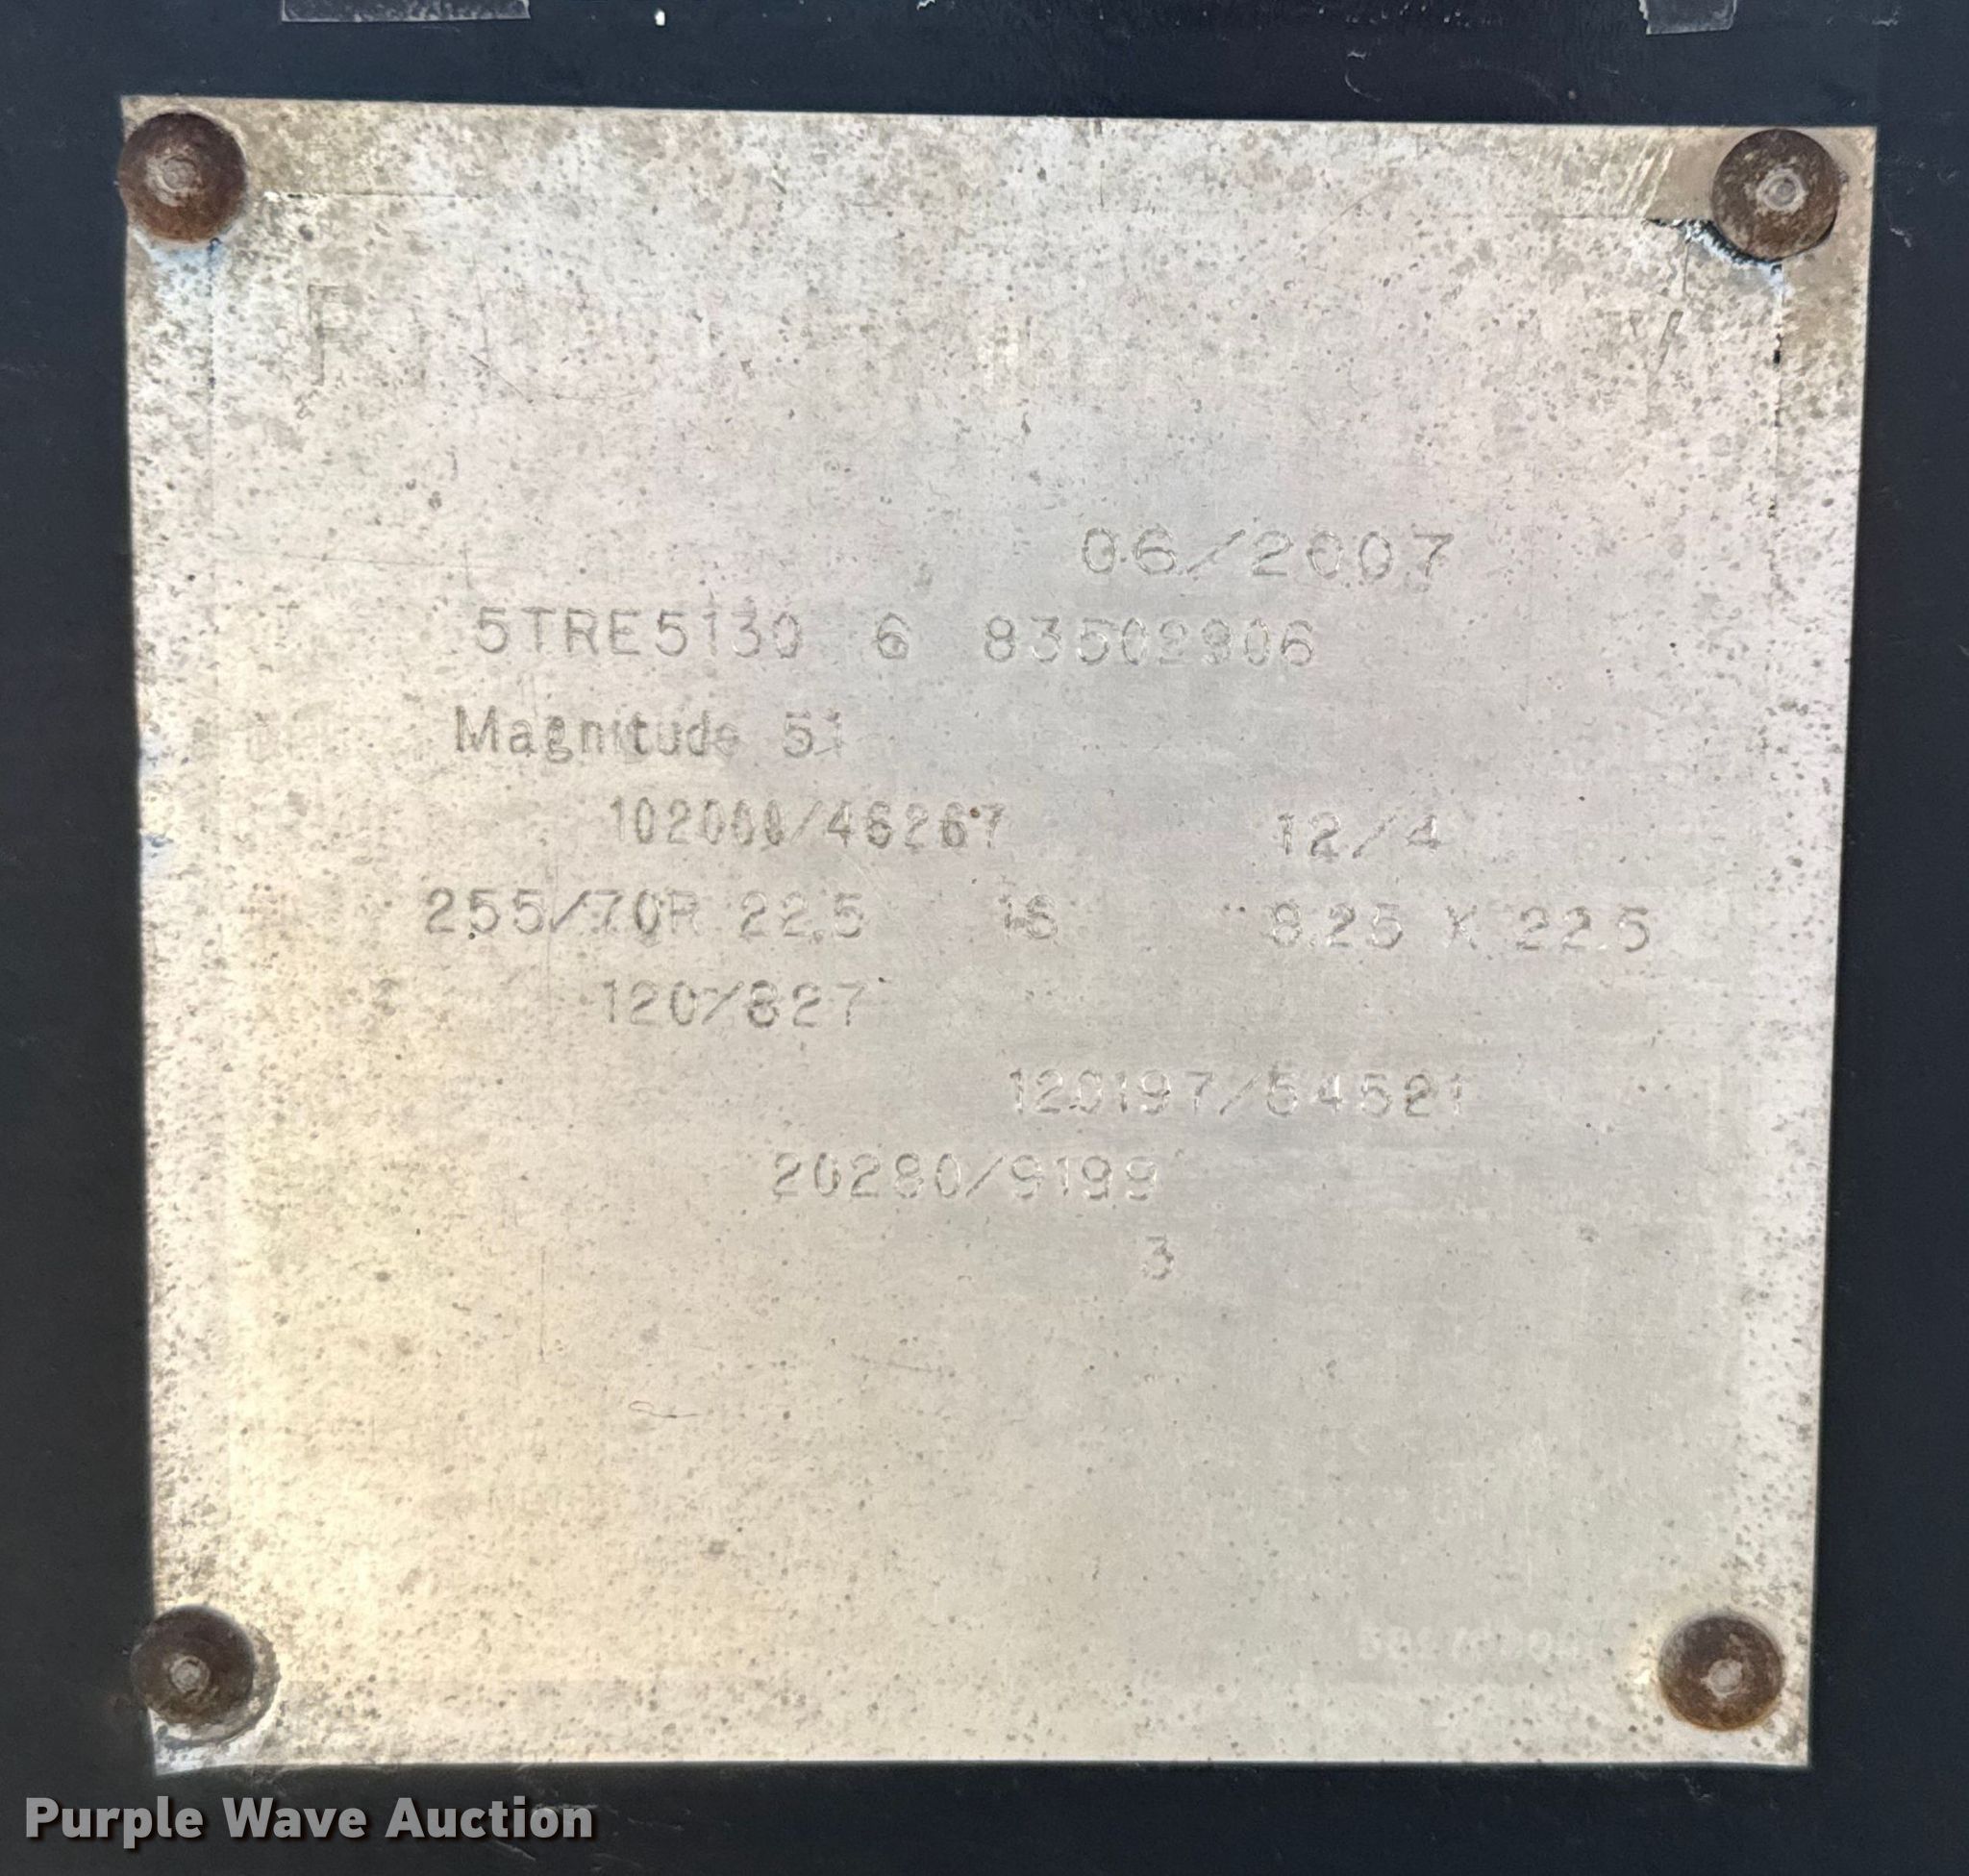 06/2007
5TRE5130 6 83502906
Magnitude 51
102000/46267 12/4
255/70R 22.5 16 8.25 X 22.5
120/827
120197/54521
20280/9199
3
Purple Wave Auction